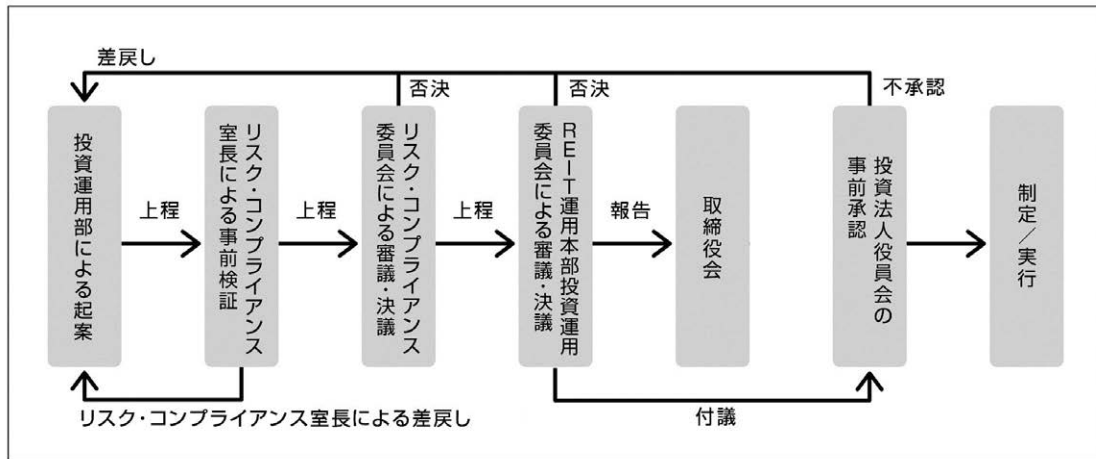 差戻し
否決
否決
不承認
投資運用部による起案
上程
リスク・コンプライアンス
室長による事前検証
上程
リスク・コンプライアンス
委員会による審議・決議
上程
REIT運用本部投資運用
委員会による審議・決議
報告
取締役会
投資法人役員会の
事前承認
制定／実行
リスク・コンプライアンス室長による差戻し
付議